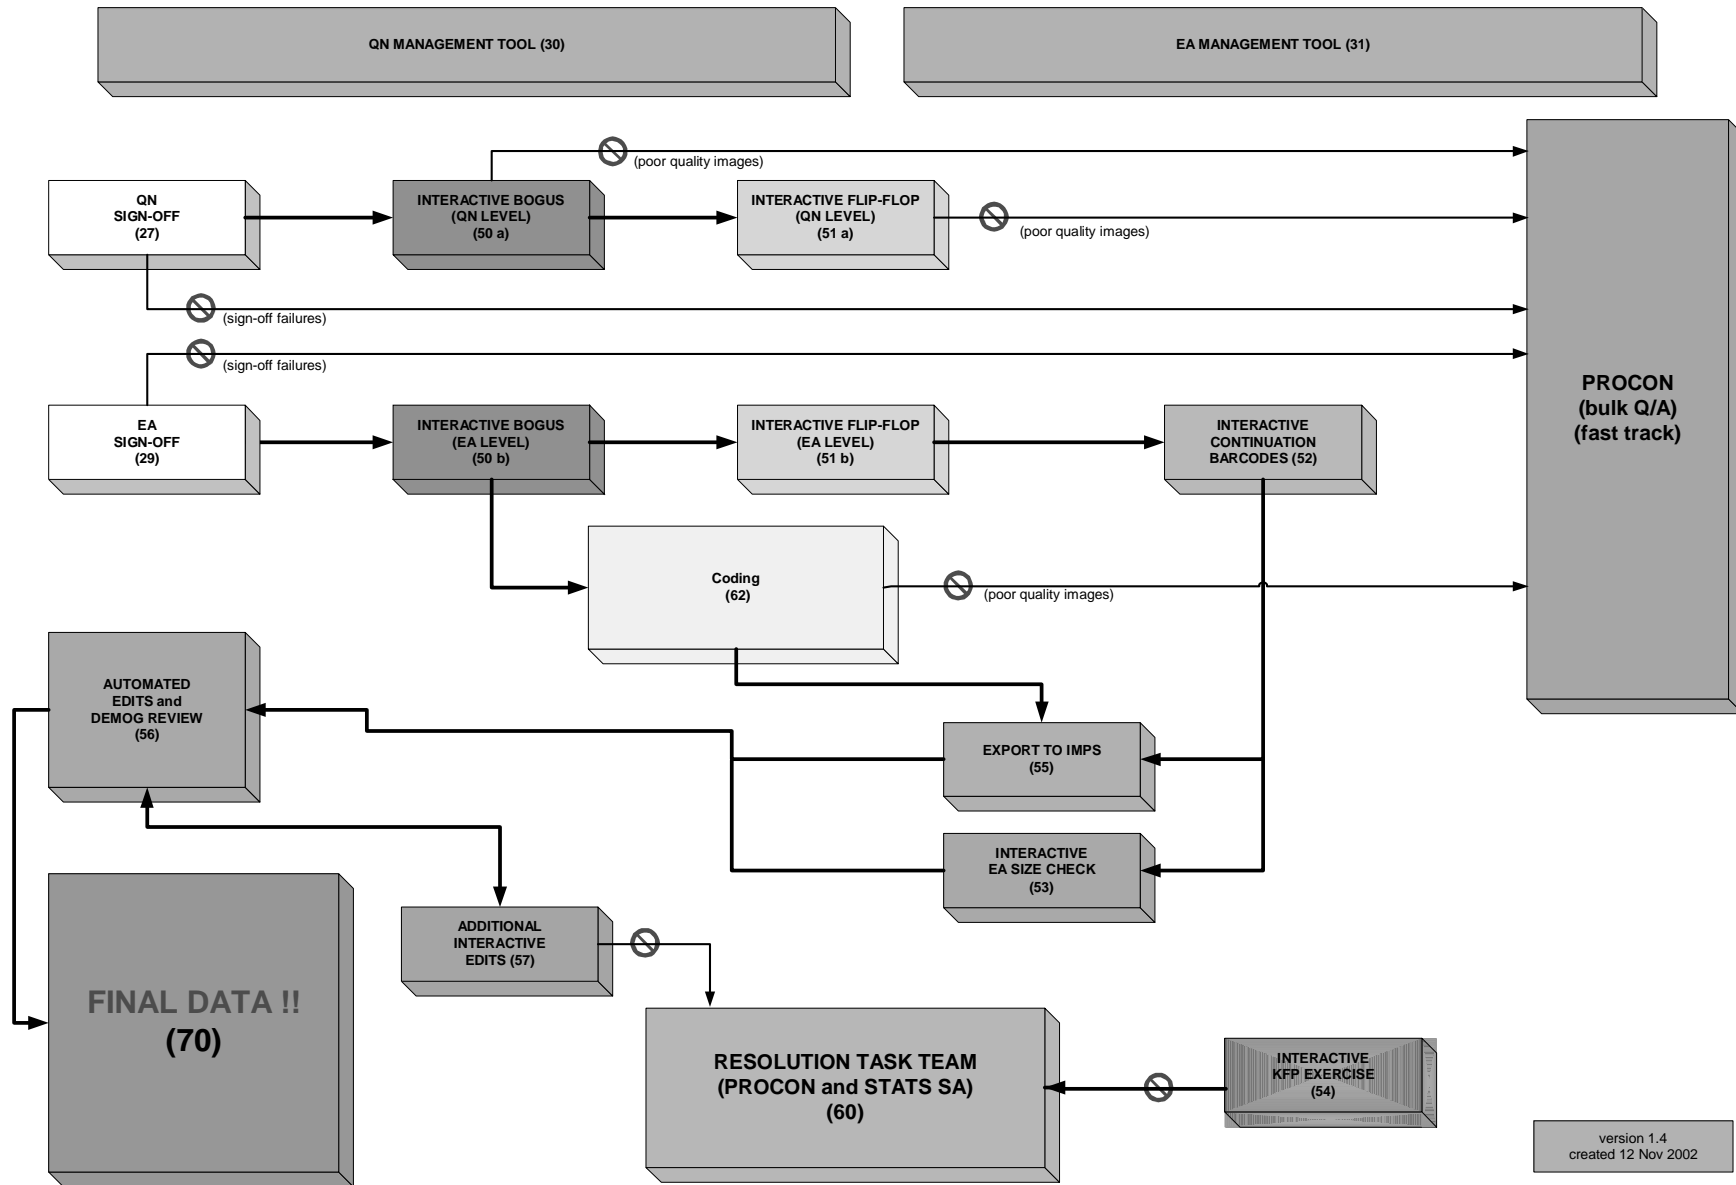 QN MANAGEMENT TOOL (30)
EA MANAGEMENT TOOL (31)
(poor quality images)
QN
SIGN-OFF
(27)
INTERACTIVE BOGUS
(QN LEVEL)
(50 a)
INTERACTIVE FLIP-FLOP
(QN LEVEL)
(51 a)
(poor quality images)
(sign-off failures)
(sign-off failures)
PROCON
(bulk Q/A)
(fast track)
EA
SIGN-OFF
(29)
INTERACTIVE BOGUS
(EA LEVEL)
(50 b)
INTERACTIVE FLIP-FLOP
(EA LEVEL)
(51 b)
INTERACTIVE
CONTINUATION
BARCODES (52)
Coding
(62)
(poor quality images)
AUTOMATED
EDITS and
DEMOG REVIEW
(56)
EXPORT TO IMPS
(55)
INTERACTIVE
EA SIZE CHECK
(53)
ADDITIONAL
INTERACTIVE
EDITS (57)
FINAL DATA !!
(70)
RESOLUTION TASK TEAM
(PROCON and STATS SA)
(60)
INTERACTIVE
KFP EXERCISE
(54)
version 1.4
created 12 Nov 2002